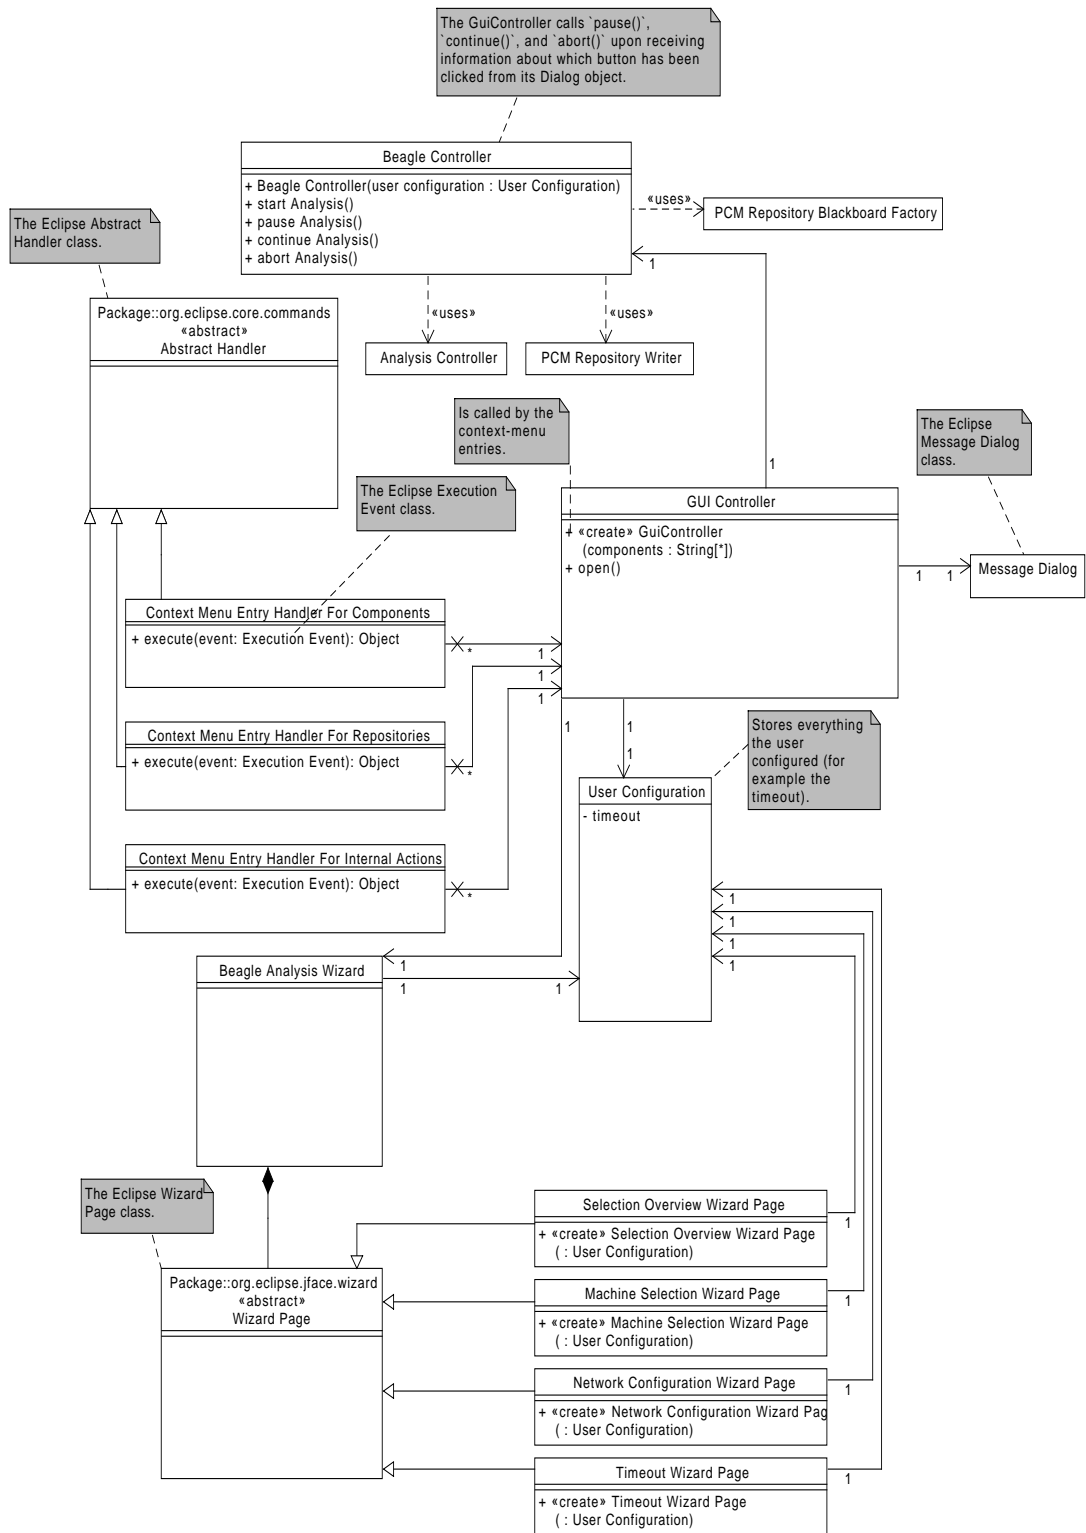 The GuiController calls `pause()`,
`continue()`, and `abort()` upon receiving
information about which button has been
clicked from its Dialog object.
Beagle Controller
+ Beagle Controller(user configuration : User Configuration)
+ start Analysis()
+ pause Analysis()
+ continue Analysis()
+ abort Analysis()
«uses»
PCM Repository Blackboard Factory
1
The Eclipse Abstract
Handler class.
Package::org.eclipse.core.commands
«abstract»
Abstract Handler
«uses»
«uses»
Analysis Controller
PCM Repository Writer
Is called by the
context-menu
entries.
The Eclipse
Message Dialog
class.
1
The Eclipse Execution
Event class.
GUI Controller
+ «create» GuiController
(components : String[*])
+ open()
1
1
Message Dialog
Context Menu Entry Handler For Components
+ execute(event: Execution Event): Object
*
1
1
1
1
1
1
Context Menu Entry Handler For Repositories
+ execute(event: Execution Event): Object
*
Stores everything
the user
configured (for
example the
timeout).
User Configuration
- timeout
Context Menu Entry Handler For Internal Actions
+ execute(event: Execution Event): Object
*
1
1
1
1
Beagle Analysis Wizard
1
1
1
The Eclipse Wizard
Page class.
Package::org.eclipse.jface.wizard
«abstract»
Wizard Page
Selection Overview Wizard Page
+ «create» Selection Overview Wizard Page
( : User Configuration)
1
Machine Selection Wizard Page
+ «create» Machine Selection Wizard Page
( : User Configuration)
1
Network Configuration Wizard Page
+ «create» Network Configuration Wizard Pag
( : User Configuration)
1
Timeout Wizard Page
+ «create» Timeout Wizard Page
( : User Configuration)
1